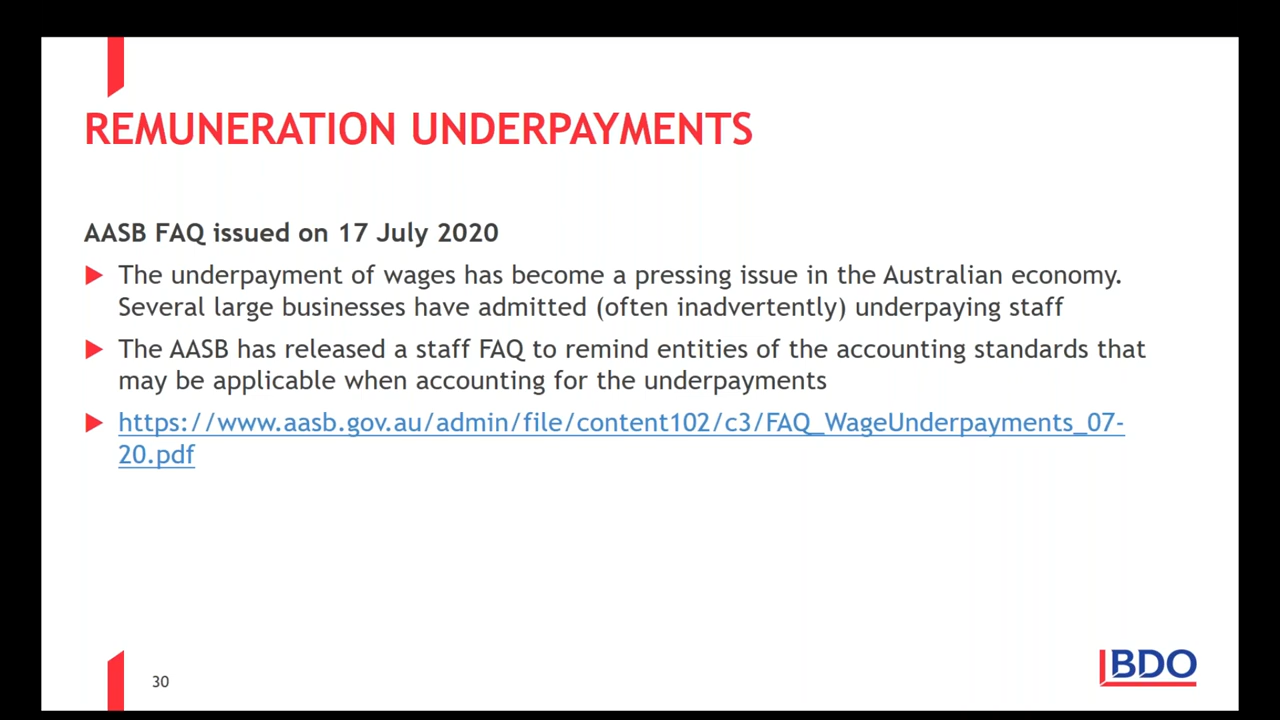 REMUNERATION UNDERPAYMENTS
AASB FAQ issued on 17 July 2020
The underpayment of wages has become a pressing issue in the Australian economy.
Several large businesses have admitted (often inadvertently) underpaying staff
The AASB has released a staff FAQ to remind entities of the accounting standards that
may be applicable when accounting for the underpayments
https://www.aasb.gov.au/admin/file/content102/c3/FAQ_WageUnderpayments_07-
20.pdf
30
BDO